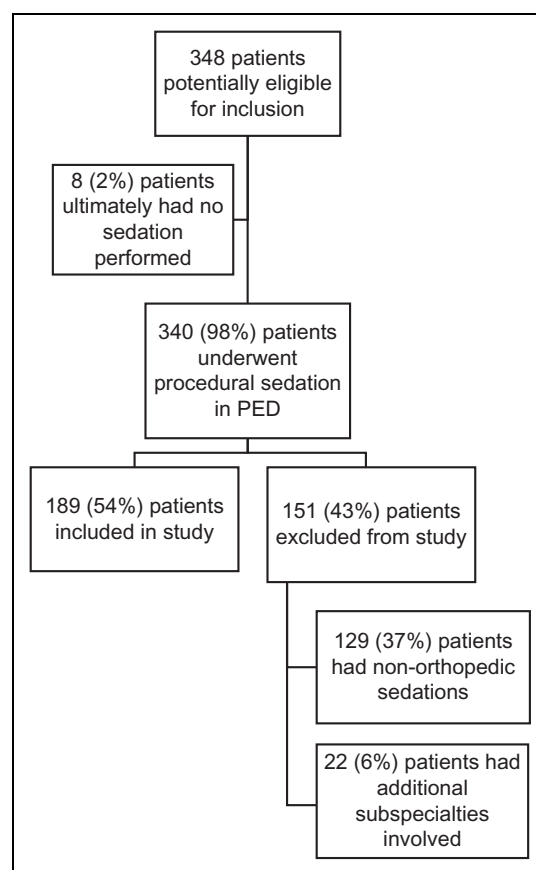 348 patients
potentially eligible
for inclusion
8 (2%) patients
ultimately had no
sedation
performed
340 (98%) patients
underwent
procedural sedation
in PED
189 (54%) patients
included in study
151 (43%) patients
excluded from study
129 (37%) patients
had non-orthopedic
sedations
22 (6%) patients had
additional
subspecialties
involved